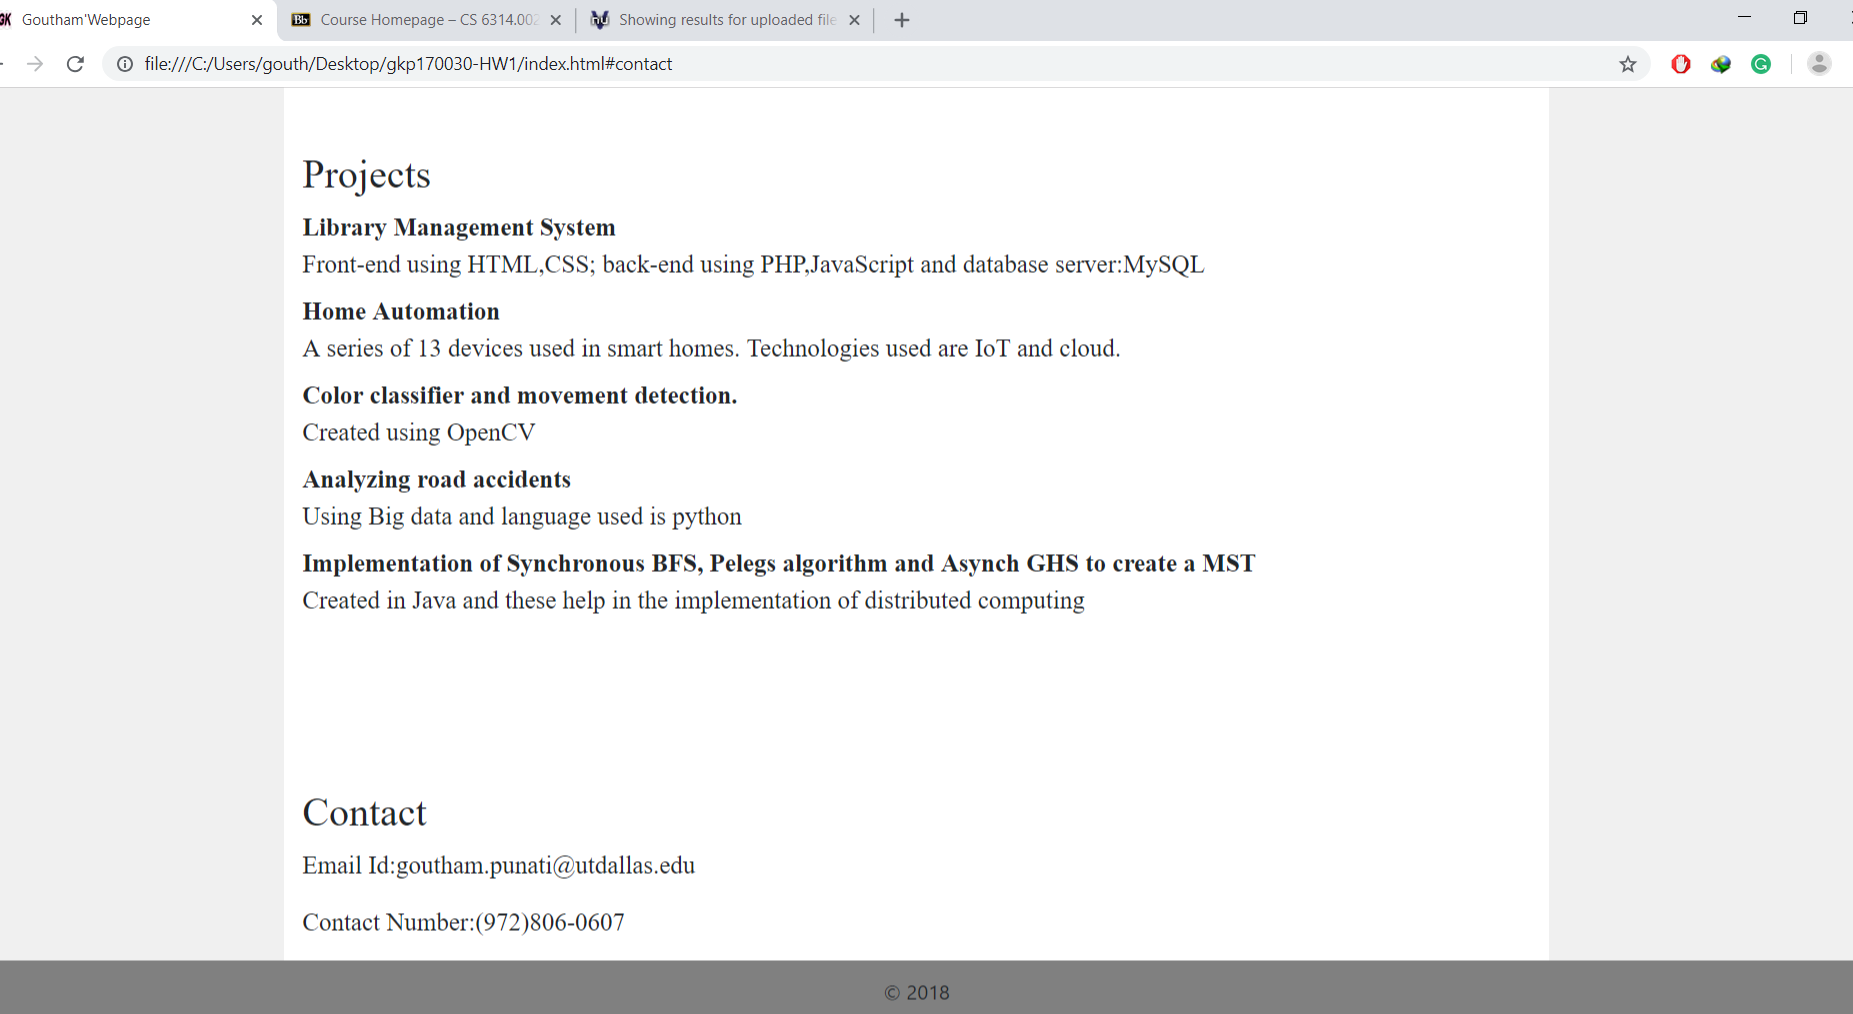 GK Goutham'Webpage
Bb Course Homepage – CS 6314.002
nu Showing results for uploaded file
file:///C:/Users/gouth/Desktop/gkp170030-HW1/index.html#contact
Projects
Library Management System
Front-end using HTML,CSS; back-end using PHP,JavaScript and database server:MySQL
Home Automation
A series of 13 devices used in smart homes. Technologies used are IoT and cloud.
Color classifier and movement detection.
Created using OpenCV
Analyzing road accidents
Using Big data and language used is python
Implementation of Synchronous BFS, Pelegs algorithm and Asynch GHS to create a MST
Created in Java and these help in the implementation of distributed computing
Contact
Email Id:goutham.punati@utdallas.edu
Contact Number:(972)806-0607
© 2018